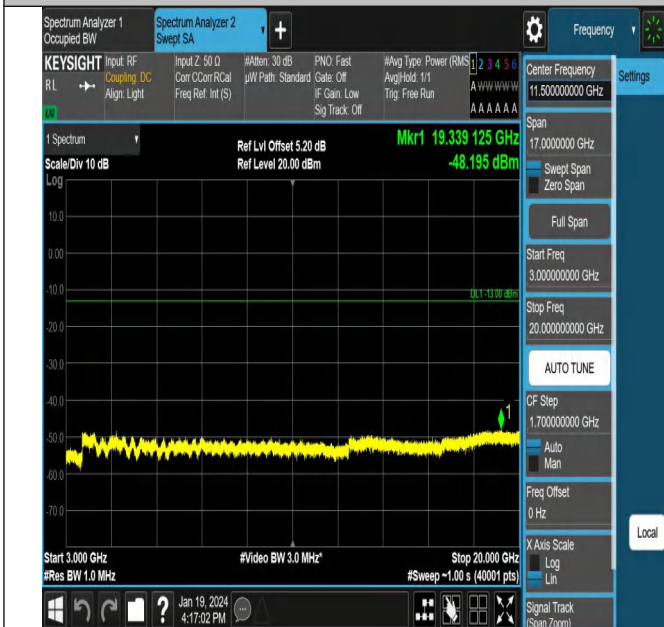 Spectrum Analyzer 1
Occupied BW
Spectrum Analyzer 2
Swept SA
Frequency
KEYSIGHT
RL
LXI
Input: RF
Coupling: DC
Align: Light
Input Z: 50 Ω
Corr CCorr RCal
Freq Ref: Int (S)
#Atten: 30 dB
µW Path: Standard
PNO: Fast
Gate: Off
IF Gain: Low
Sig Track: Off
#Avg Type: Power (RMS
Avg|Hold: 1/1
Trig: Free Run
1 2 3 4 5 6
A W W W W W
A A A A A A
1 Spectrum
Scale/Div 10 dB
Log
Ref Lvl Offset 5.20 dB
Ref Level 20.00 dBm
Mkr1 19.339 125 GHz
-48.195 dBm
10.0
0.00
-10.0
-20.0
-30.0
-40.0
-50.0
-60.0
-70.0
DL1 -13.00 dBm
1
Start 3.000 GHz
#Res BW 1.0 MHz
#Video BW 3.0 MHz*
Stop 20.000 GHz
#Sweep ~1.00 s (40001 pts)
Jan 19, 2024
4:17:02 PM
Center Frequency
11.500000000 GHz
Settings
Span
17.0000000 GHz
Swept Span
Zero Span
Full Span
Start Freq
3.000000000 GHz
Stop Freq
20.000000000 GHz
AUTO TUNE
CF Step
1.700000000 GHz
Auto
Man
Freq Offset
0 Hz
X Axis Scale
Log
Lin
Local
Signal Track
(Span Zoom)